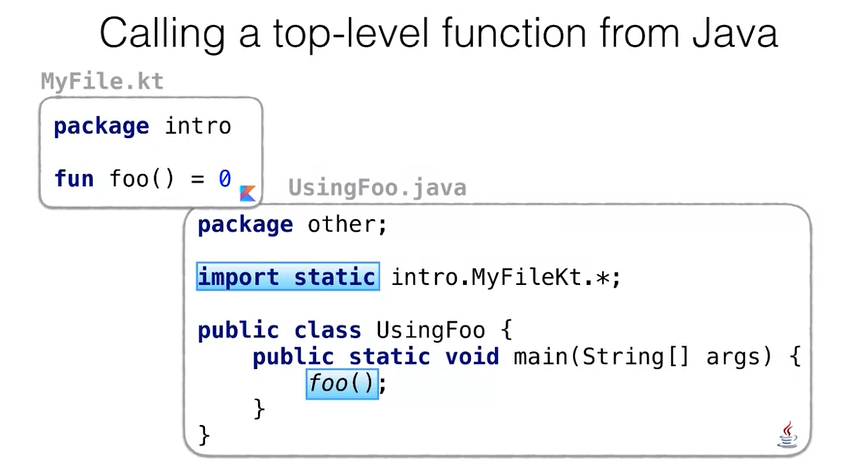 Calling a top-level function from Java
MyFile.kt
package intro
fun foo() = 0
UsingFoo.java
package other;
import static intro.MyFileKt.*;
public class UsingFoo {
public static void main(String[] args) {
foo();
}
}